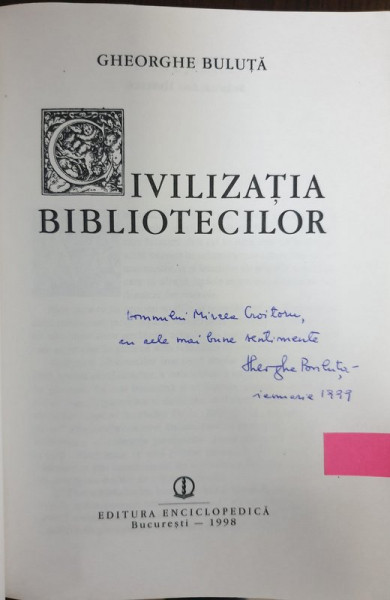 GHEORGHE BULUȚĂ
CIVILIZAȚIA
BIBLIOTECILOR
Domnului Mircea Croitoru,
cu cele mai bune sentimente
Gheorghe Buluță
ianuarie 1999
EDITURA ENCICLOPEDICĂ
București — 1998